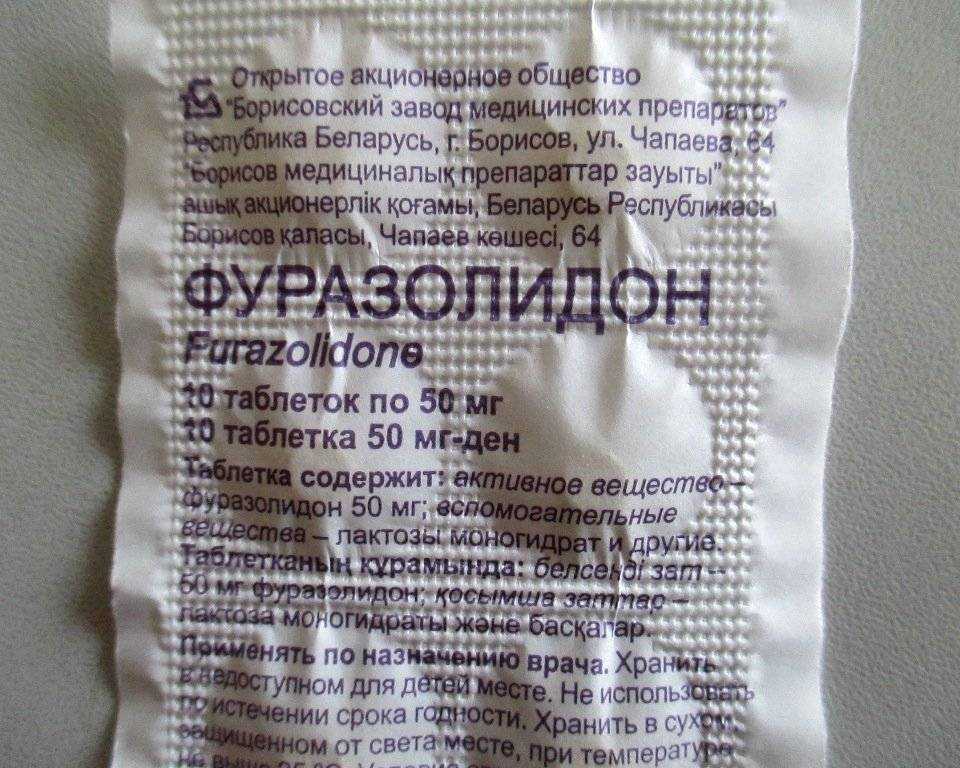 Открытое акционерное общество
"Борисовский завод медицинских препаратов"
Республика Беларусь, г. Борисов, ул. Чапаева, 64
"Борисов медициналық препараттар зауыты"
ашық акционерлік қоғамы, Беларусь Республикасы
Борисов қаласы, Чапаев көшесі, 64
ФУРАЗОЛИДОН
Furazolidone
10 таблеток по 50 мг
10 таблетка 50 мг-ден
Таблетка содержит: активное вещество –
фуразолидон 50 мг; вспомогательные
вещества – лактозы моногидрат и другие.
Таблетканың құрамында: белсенді зат –
50 мг фуразолидон; қосымша заттар –
лактоза моногидраты және басқалар.
Применять по назначению врача. Хранить
в недоступном для детей месте. Не использовать
по истечении срока годности. Хранить в сухом,
защищенном от света месте, при температуре
не выше 25